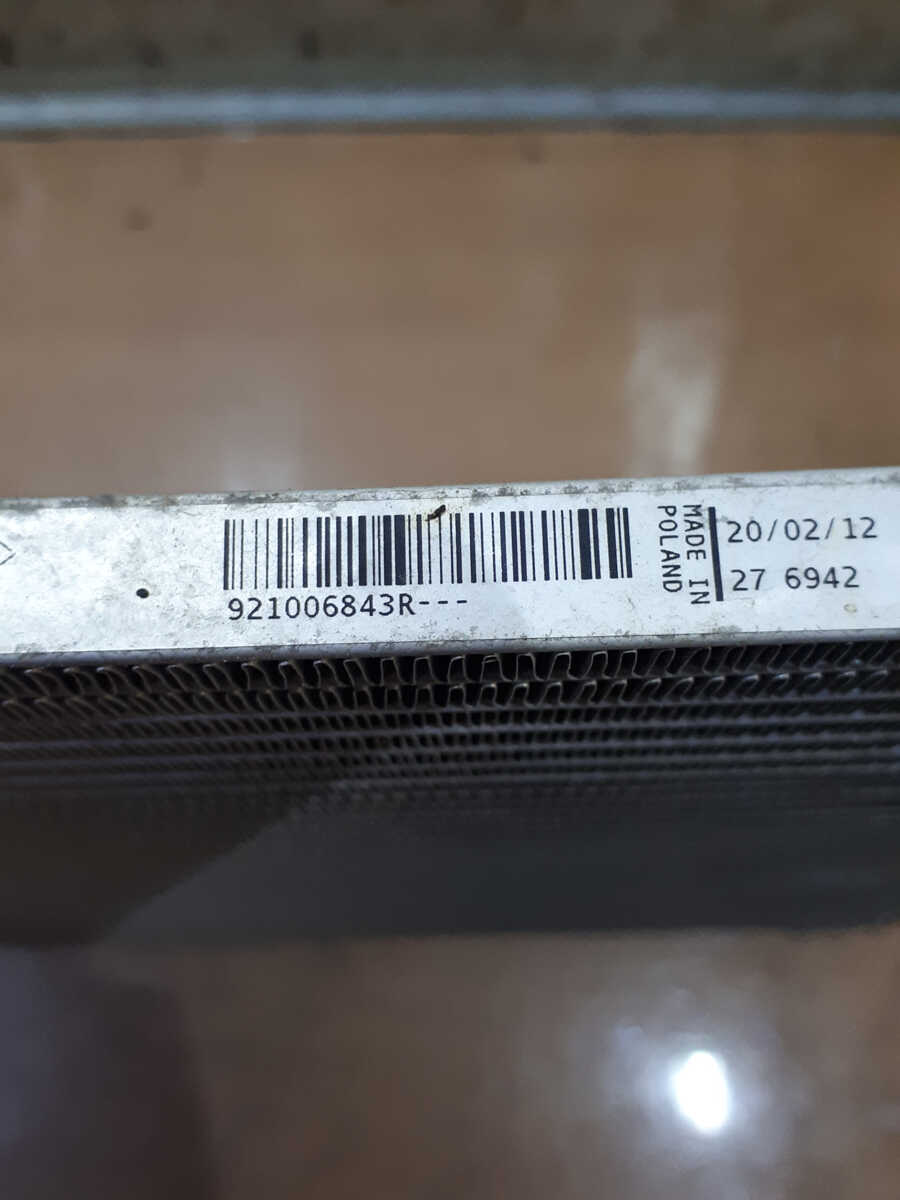 921006843R---
MADE IN
POLAND
20/02/12
27 6942